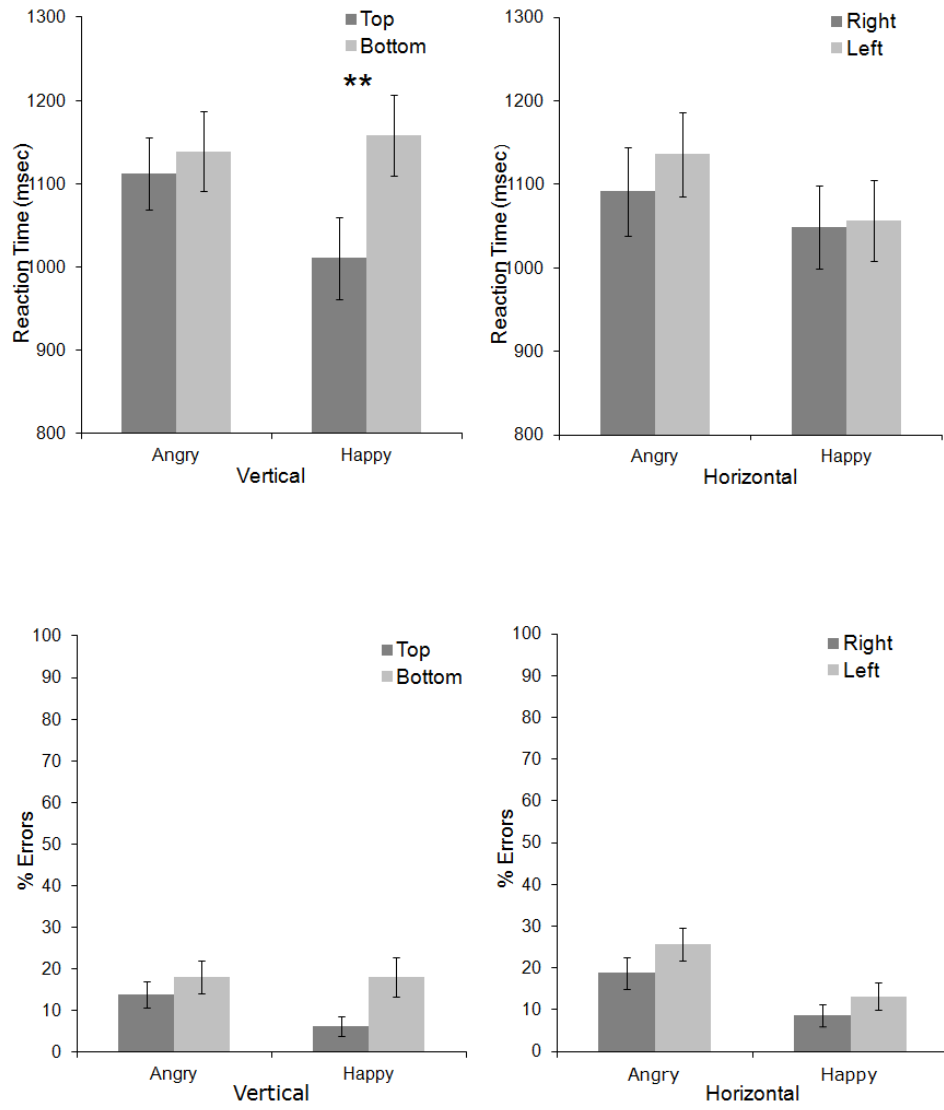 1300
1200
1100
1000
900
800
Reaction Time (msec)
Top
Bottom
**
Angry
Happy
Vertical
1300
1200
1100
1000
900
800
Reaction Time (msec)
Right
Left
Angry
Happy
Horizontal
100
90
80
70
60
50
40
30
20
10
0
% Errors
Top
Bottom
Angry
Happy
Vertical
100
90
80
70
60
50
40
30
20
10
0
% Errors
Right
Left
Angry
Happy
Horizontal